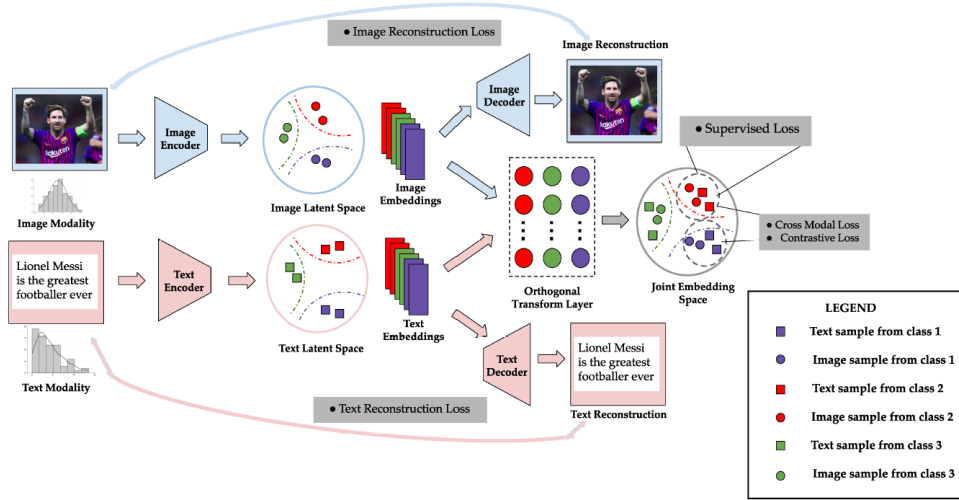 ● Image Reconstruction Loss
Image Reconstruction
Image
Encoder
Image Latent Space
Image
Embeddings
Image
Decoder
Rakuten
Rakuten
Image Modality
● Supervised Loss
● Cross Modal Loss
● Contrastive Loss
Lionel Messi
is the greatest
footballer ever
Text
Encoder
Text Latent Space
Text
Embeddings
Orthogonal
Transform Layer
Joint Embedding
Space
Text Modality
Text
Decoder
Lionel Messi
is the greatest
footballer ever
Text Reconstruction
● Text Reconstruction Loss
LEGEND
Text sample from class 1
Image sample from class 1
Text sample from class 2
Image sample from class 2
Text sample from class 3
Image sample from class 3